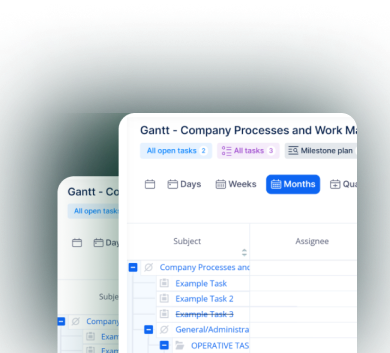 Gantt - Company Processes and Work Ma
All open tasks 2 All tasks 3 Milestone plan
Days Weeks Months Qua
Subject Assignee
Company Processes and
Example Task
Example Task 2
Example Task 3
General/Administra
OPERATIVE TAS
Gantt - Co
All open task
Day
Subje
Company
Exam
Exam